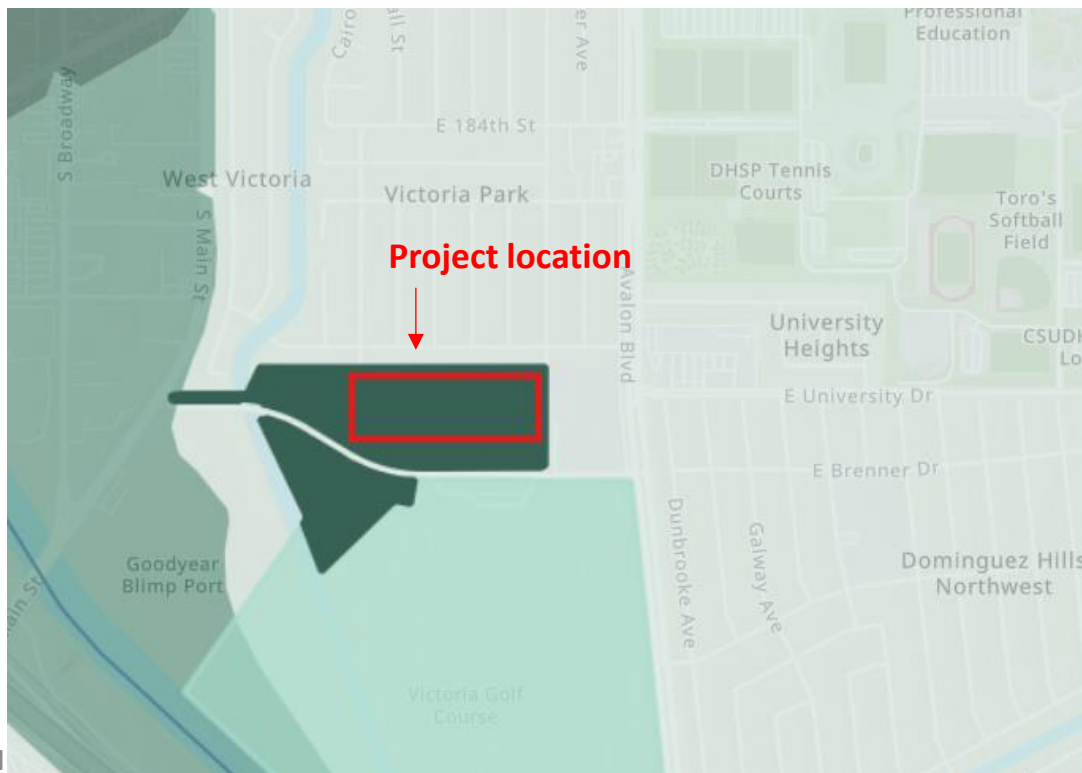 Professional
Education
Cairo
S Broadway
E 184th St
DHSP Tennis
Courts
West Victoria
Victoria Park
Toro's
Softball
Field
S Main St
Project location
Avalon Blvd
University
Heights
E University Dr
E Brenner Dr
Dunbrooke Ave
Galway Ave
Goodyear
Blimp Port
Dominguez Hills
Northwest
Victoria Golf
Course